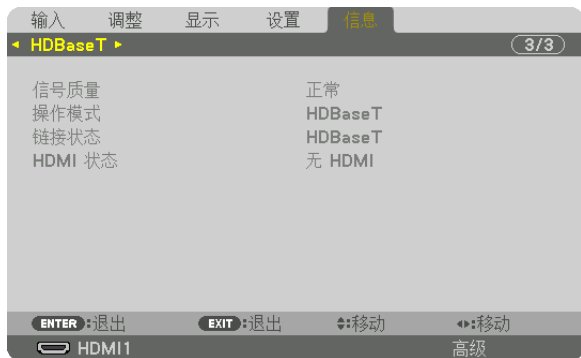 输入 调整 显示 设置 信息
HDBaseT 3/3
信号质量 正常
操作模式 HDBaseT
链接状态 HDBaseT
HDMI 状态 无 HDMI
ENTER :退出 EXIT :退出 :移动 :移动
HDMI1 高级